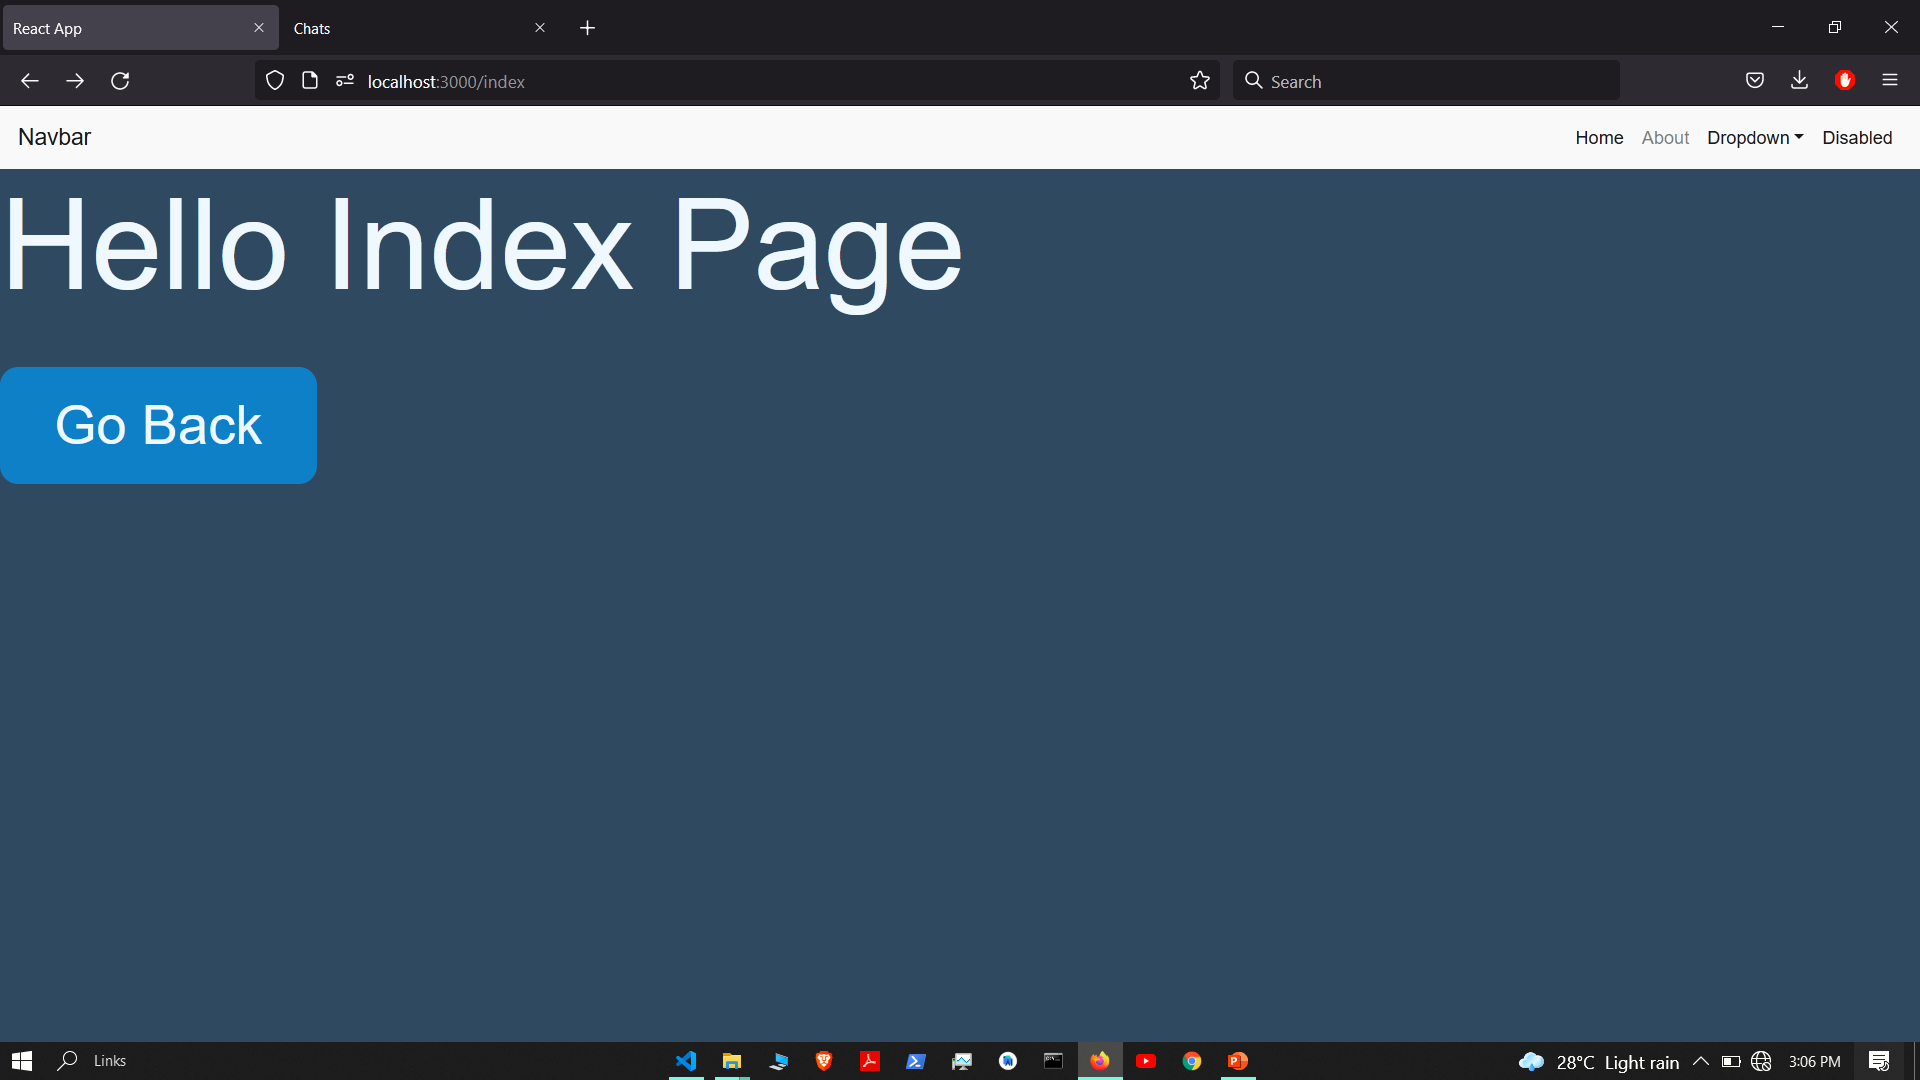 React App
Chats
localhost:3000/index
Search
Navbar
Home About Dropdown Disabled
Hello Index Page
Go Back
Links
28°C Light rain
3:06 PM